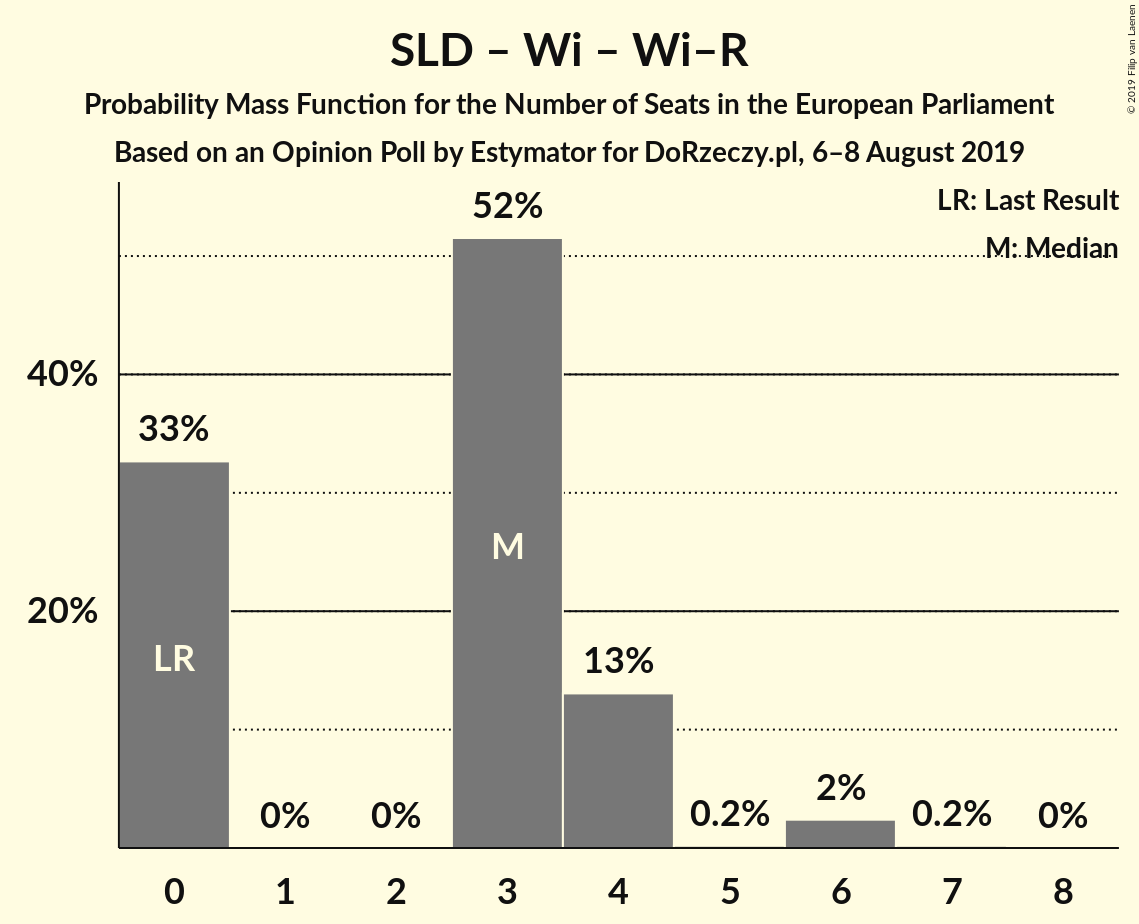 SLD – Wi – Wi–R
Probability Mass Function for the Number of Seats in the European Parliament
Based on an Opinion Poll by Estymator for DoRzeczy.pl, 6–8 August 2019
© 2019 Filip van Laenen
LR: Last Result
M: Median
52%
40%
33%
M
20%
LR
13%
0%
0%
0.2%
2%
0.2%
0%
0
1
2
3
4
5
6
7
8